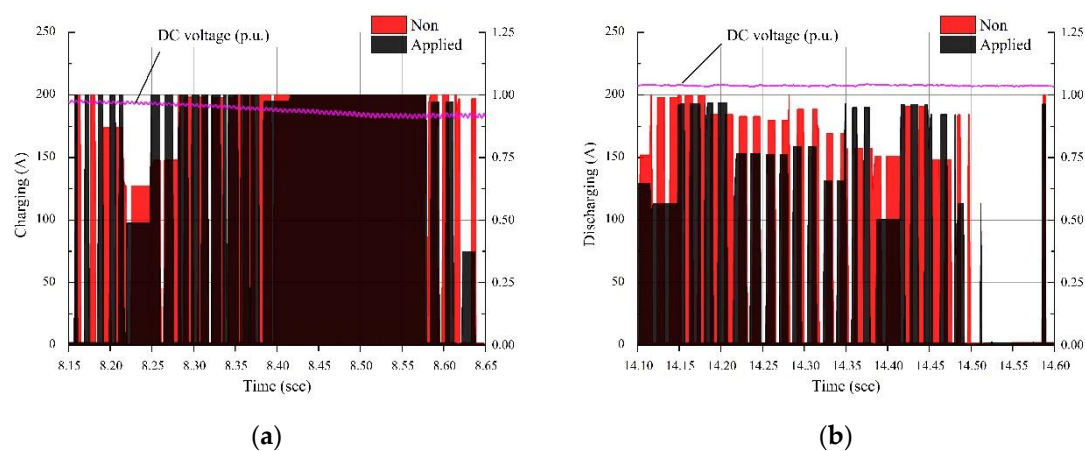 250
200
150
100
50
0
Charging (A)
DC voltage (p.u.)
Non
Applied
1.25
1.00
0.75
0.50
0.25
0.00
8.15 8.20 8.25 8.30 8.35 8.40 8.45 8.50 8.55 8.60 8.65
Time (sec)
(a)
250
200
150
100
50
0
Discharging (A)
DC voltage (p.u.)
Non
Applied
1.25
1.00
0.75
0.50
0.25
0.00
14.10 14.15 14.20 14.25 14.30 14.35 14.40 14.45 14.50 14.55 14.60
Time (sec)
(b)